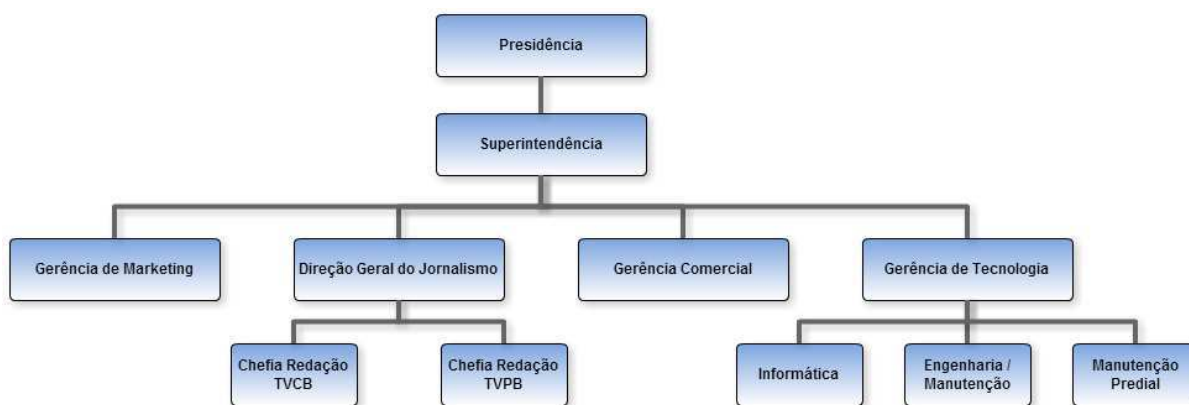 Presidência
Superintendência
Gerência de Marketing
Direção Geral do Jornalismo
Gerência Comercial
Gerência de Tecnologia
Chefia Redação
TVCB
Chefia Redação
TVPB
Informática
Engenharia /
Manutenção
Manutenção
Predial